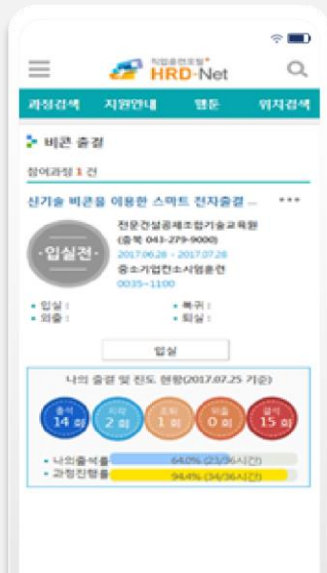 직업훈련포털
HRD-Net
과정검색 지원안내 웹툰 위치검색
비콘 출결
참여과정 1 건
신기술 비콘을 이용한 스마트 전자출결 ... •••
·입실전·
전문건설공제조합기술교육원
(충북 043-279-9000)
2017.06.28 - 2017.07.28
중소기업컨소시엄훈련
0035~1100
• 입실 : • 복귀 :
• 외출 : • 퇴실 :
입실
나의 출결 및 진도 현황(2017.07.25 기준)
출석 지각 조퇴 외출 결석
14 회 2 회 1 회 0 회 15 회
• 나의출석률 64.0% (23/36시간)
• 과정진행률 94.4% (34/36시간)